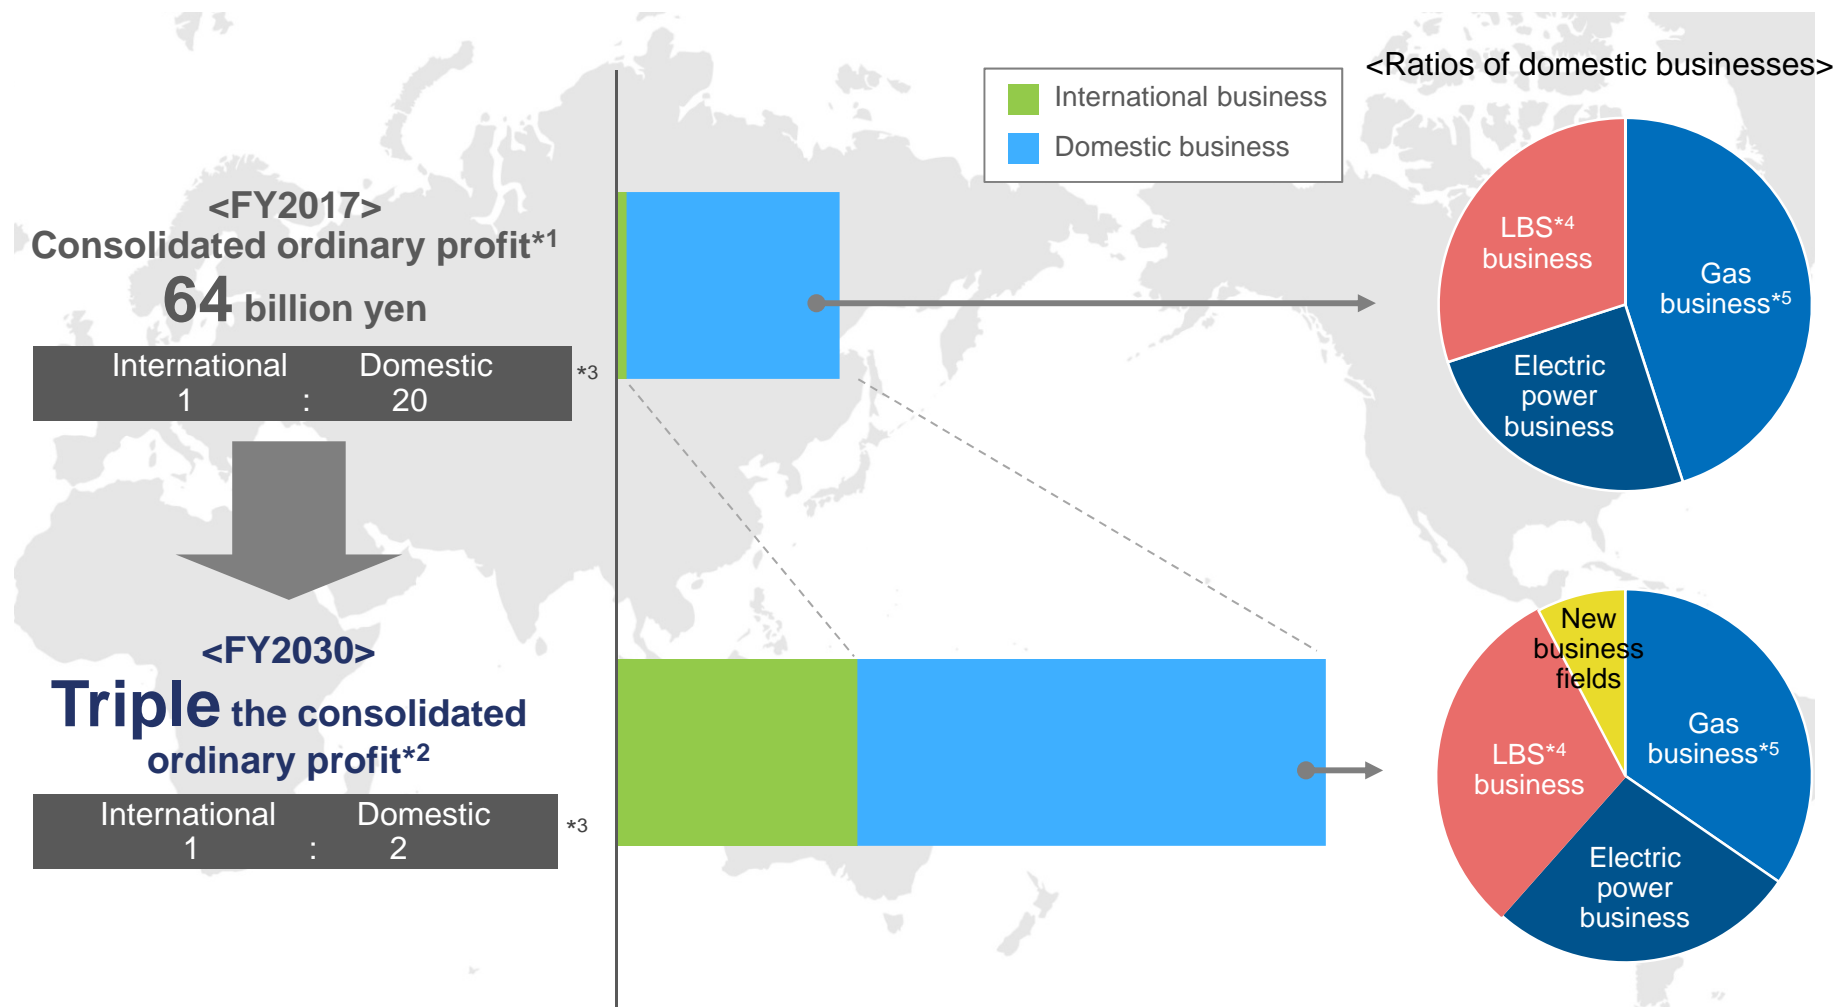 <Ratios of domestic businesses>
International business
Domestic business
<FY2017>
Consolidated ordinary profit*1
64 billion yen
International Domestic
1 : 20
*3
LBS*4
business
Gas
business*5
Electric
power
business
<FY2030>
Triple the consolidated
ordinary profit*2
International Domestic
1 : 2
*3
New
business
fields
Gas
business*5
LBS*4
business
Electric
power
business